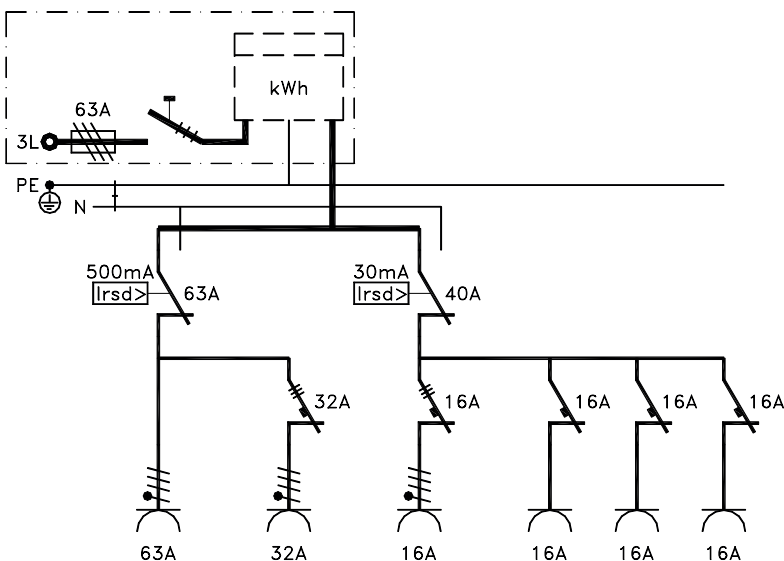 kWh
63A
3L
PE
N
500mA 30mA
Irsd> 63A Irsd> 40A
32A 16A 16A 16A 16A
63A 32A 16A 16A 16A 16A